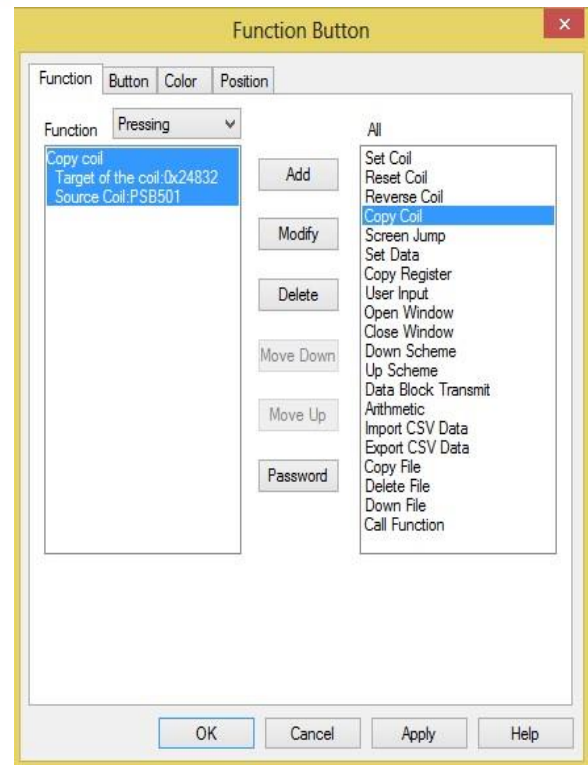 Function Button
x
Function Button Color Position
Function Pressing
All
Copy coil
Target of the coil:0x24832
Source Coil:PSB501
Add
Modify
Delete
Move Down
Move Up
Password
Set Coil
Reset Coil
Reverse Coil
Copy Coil
Screen Jump
Set Data
Copy Register
User Input
Open Window
Close Window
Down Scheme
Up Scheme
Data Block Transmit
Arithmetic
Import CSV Data
Export CSV Data
Copy File
Delete File
Down File
Call Function
OK Cancel Apply Help